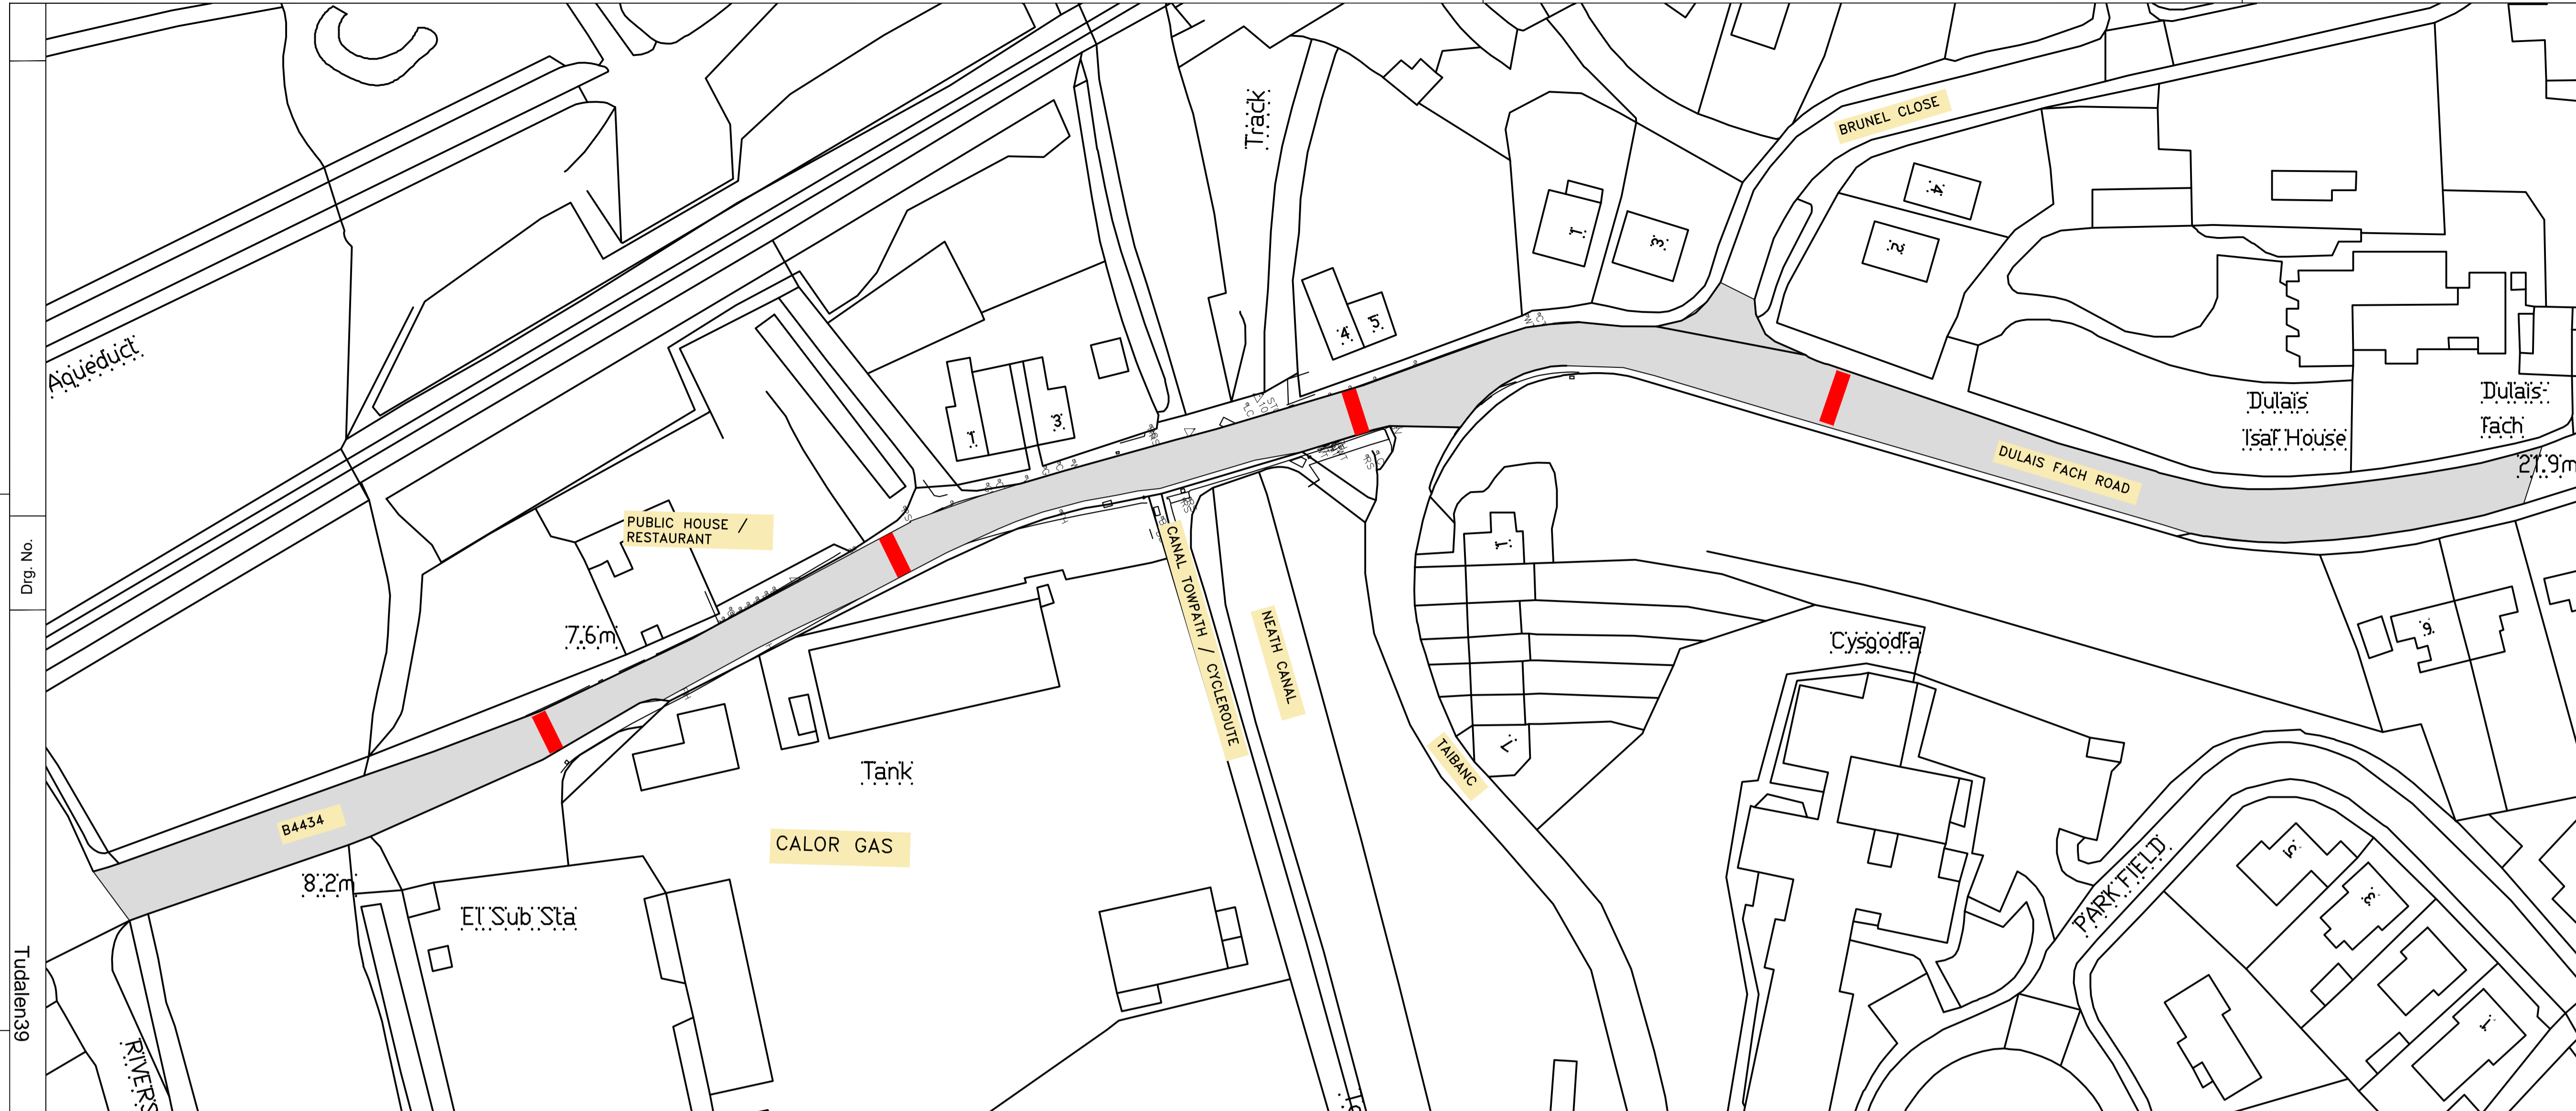 Track
BRUNEL CLOSE
4
2
1
3
Aqueduct
4
5
1
3
Dulais
Isaf House
Dulais-
fach
21.9m
DULAIS FACH ROAD
PUBLIC HOUSE /
RESTAURANT
Drg. No.
7.6m
CANAL TOWPATH / CYCLEROUTE
NEATH CANAL
1
Cysgodfa
9
TAIBANC
7
Tank
B4434
CALOR GAS
8.2m
El Sub Sta
PARK FIELD
5
3
1
Tudalen39
RIVERS